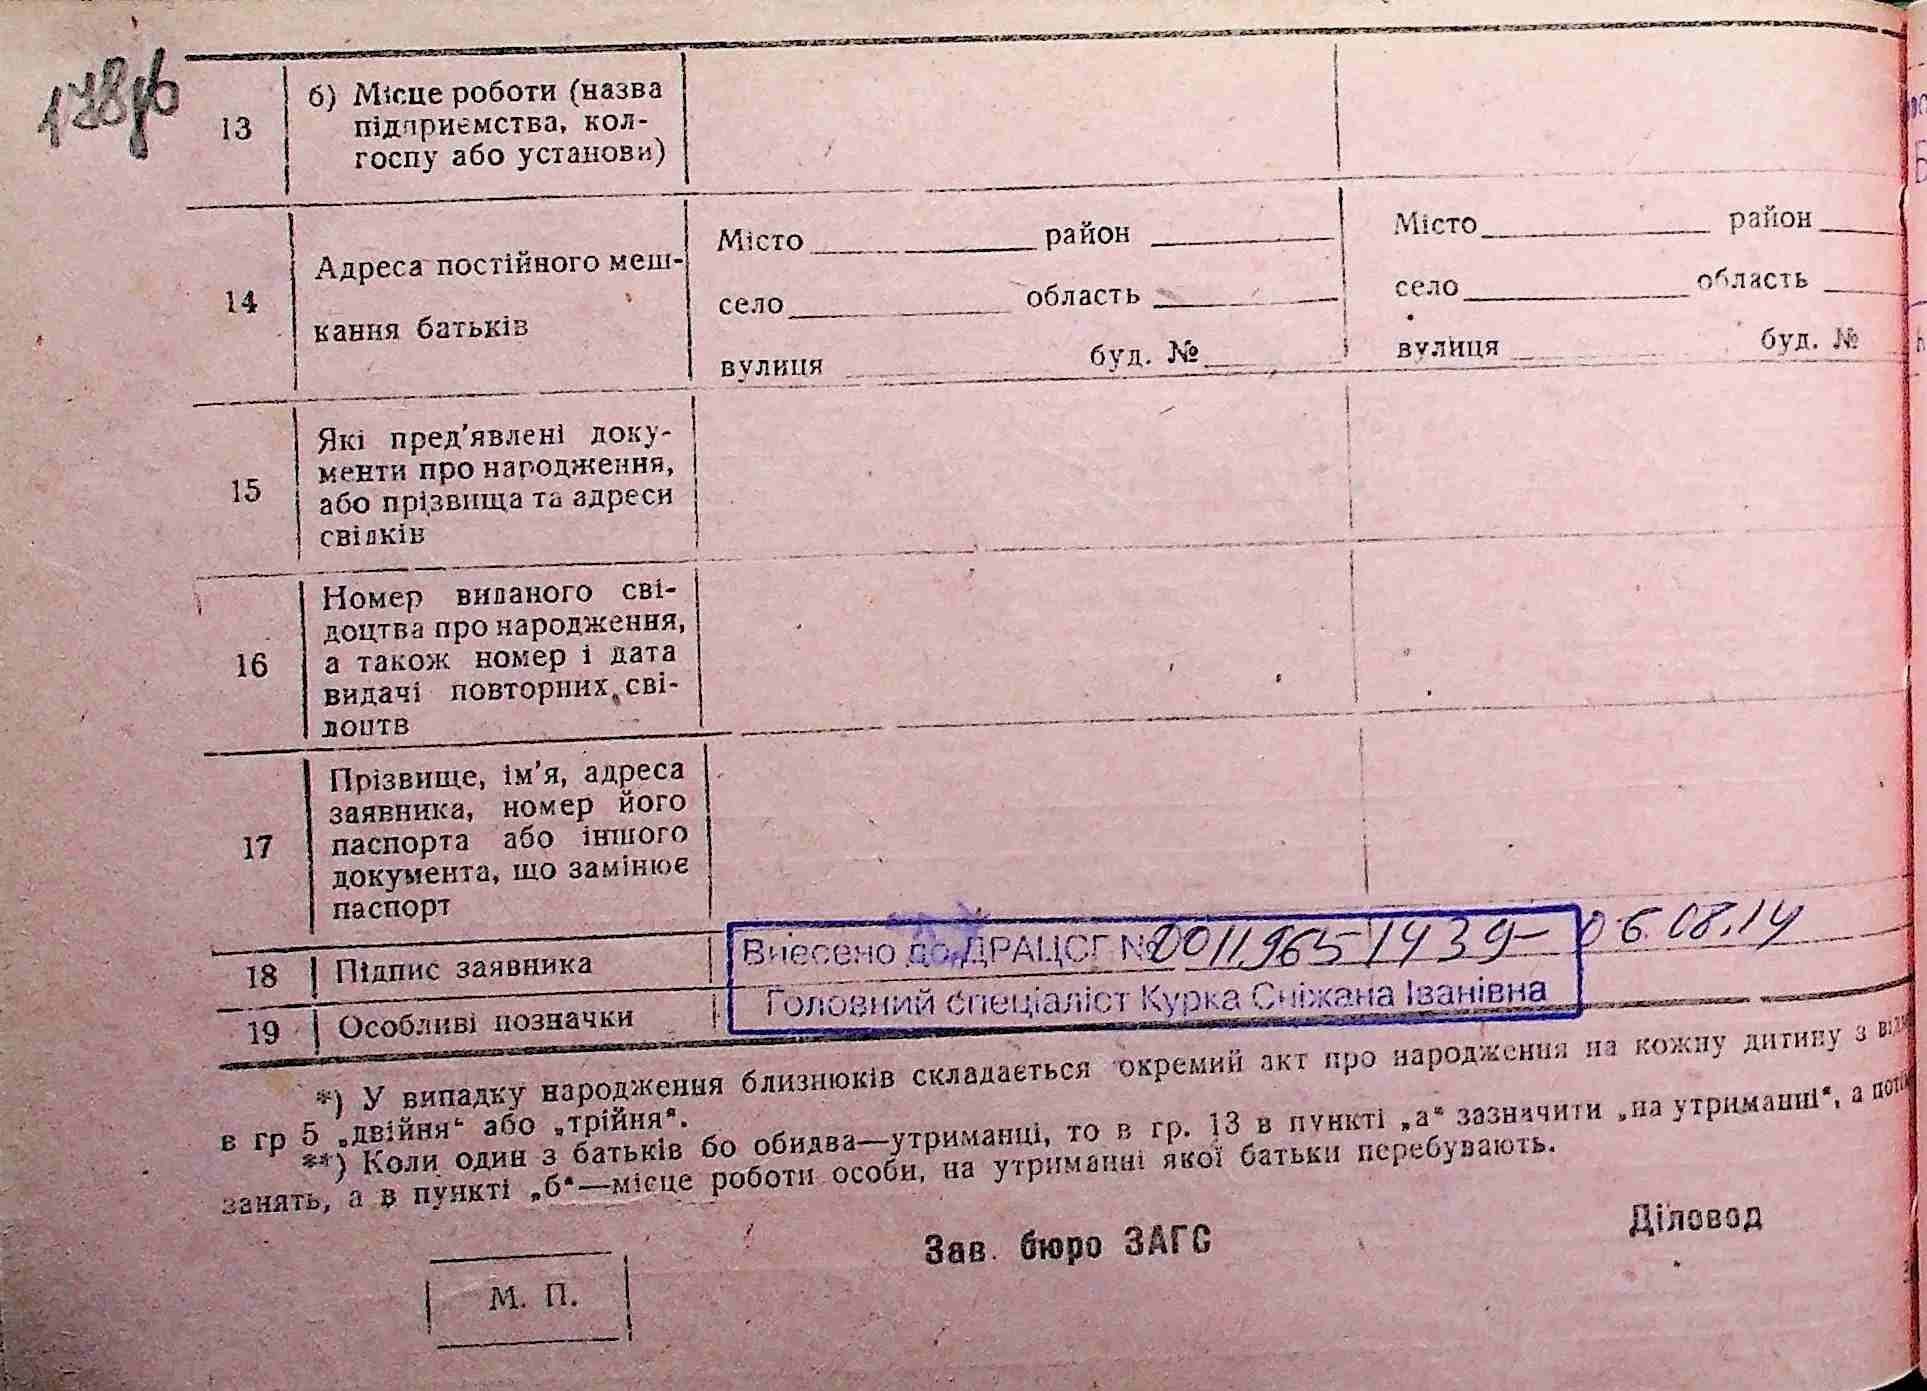 178
13
б) Місце роботи (назва
підприємства, кол-
госпу або установи)
14
Адреса постійного меш-
кання батьків
Місто район
село область
вулиця буд. №
Місто район
село область
вулиця буд. №
15
Які пред'явлені доку-
менти про народження,
або прізвища та адреси
свідків
16
Номер виданого сві-
доцтва про народження,
а також номер і дата
видачі повторних сві-
доцтв
17
Прізвище, ім'я, адреса
заявника, номер його
паспорта або іншого
документа, що замінює
паспорт
18 Підпис заявника
Внесено до ДРАЦСГ № 00119651439 06.08.14
Головний спеціаліст Курка Сніжана Іванівна
19 Особливі позначки
*) У випадку народження близнюків складається окремий акт про народження на кожну дитину з
в гр 5 „двійня“ або „трійня“.
**) Коли один з батьків бо обидва—утриманці, то в гр. 13 в пункті „а“ зазначити „на утриманні“, а
занять, а в пункті „б“—місце роботи особи, на утриманні якої батьки перебувають.
Зав. бюро ЗАГС
Діловод
М. П.